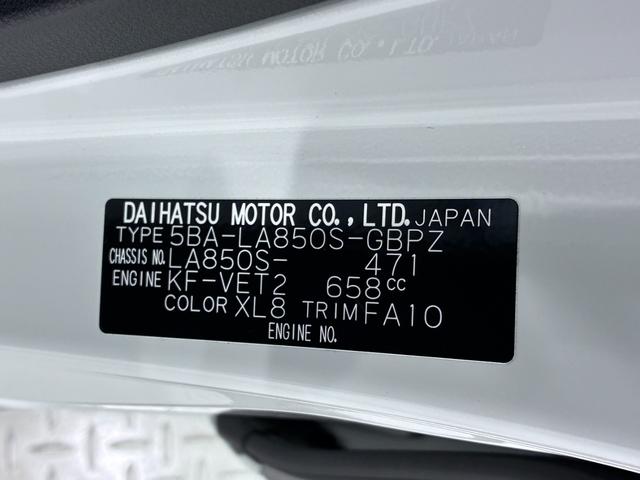 DAIHATSU MOTOR CO.,LTD. JAPAN
TYPE 5BA-LA850S-GBPZ
CHASSIS NO. LA850S- 471
ENGINE KF-VET2 658cc
COLOR XL8 TRIM FA10
ENGINE NO.